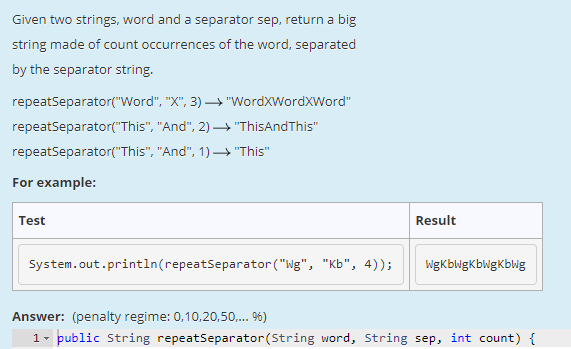 Given two strings, word and a separator sep, return a big
string made of count occurrences of the word, separated
by the separator string.
repeatSeparator("Word", "X", 3) → "WordXWordXWord"
repeatSeparator("This", "And", 2) → "ThisAndThis"
repeatSeparator("This", "And", 1) → "This"
For example:
Test Result
System.out.println(repeatSeparator("Wg", "Kb", 4)); WgKbWgKbWgKbWg
Answer: (penalty regime: 0,10,20,50,... %)
1 public String repeatSeparator(String word, String sep, int count) {